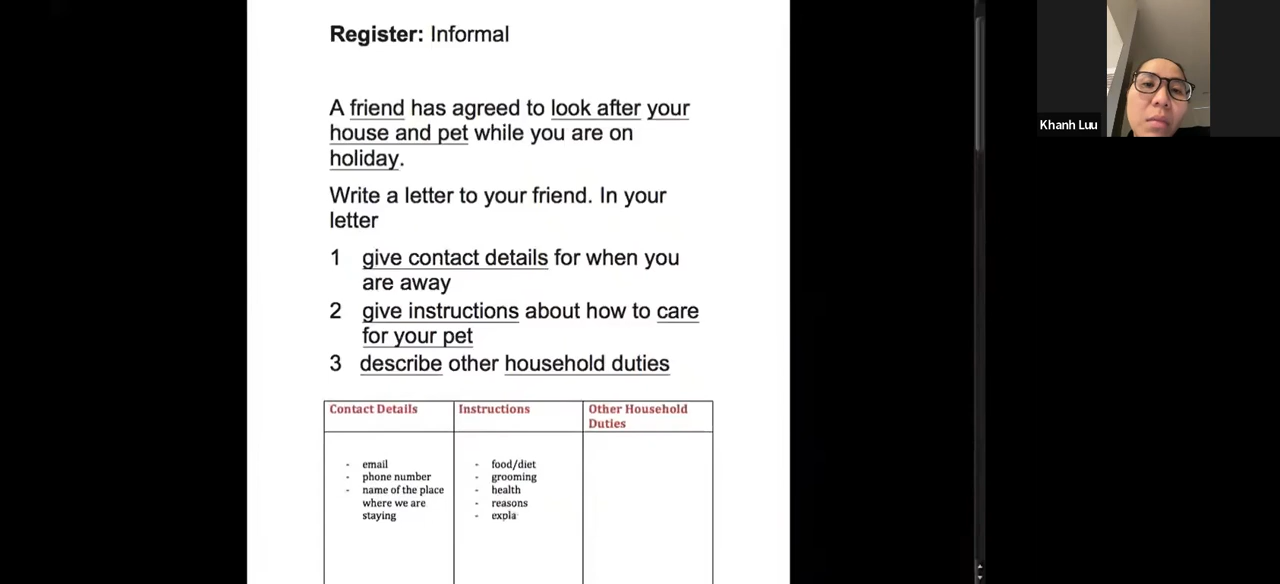 Register: Informal
A friend has agreed to look after your
house and pet while you are on
holiday.
Write a letter to your friend. In your
letter
1 give contact details for when you
are away
2 give instructions about how to care
for your pet
3 describe other household duties
Contact Details
Instructions
Other Household
Duties
- email
- phone number
- name of the place
where we are
staying
- food/diet
- grooming
- health
- reasons
- expla
Khanh Luu